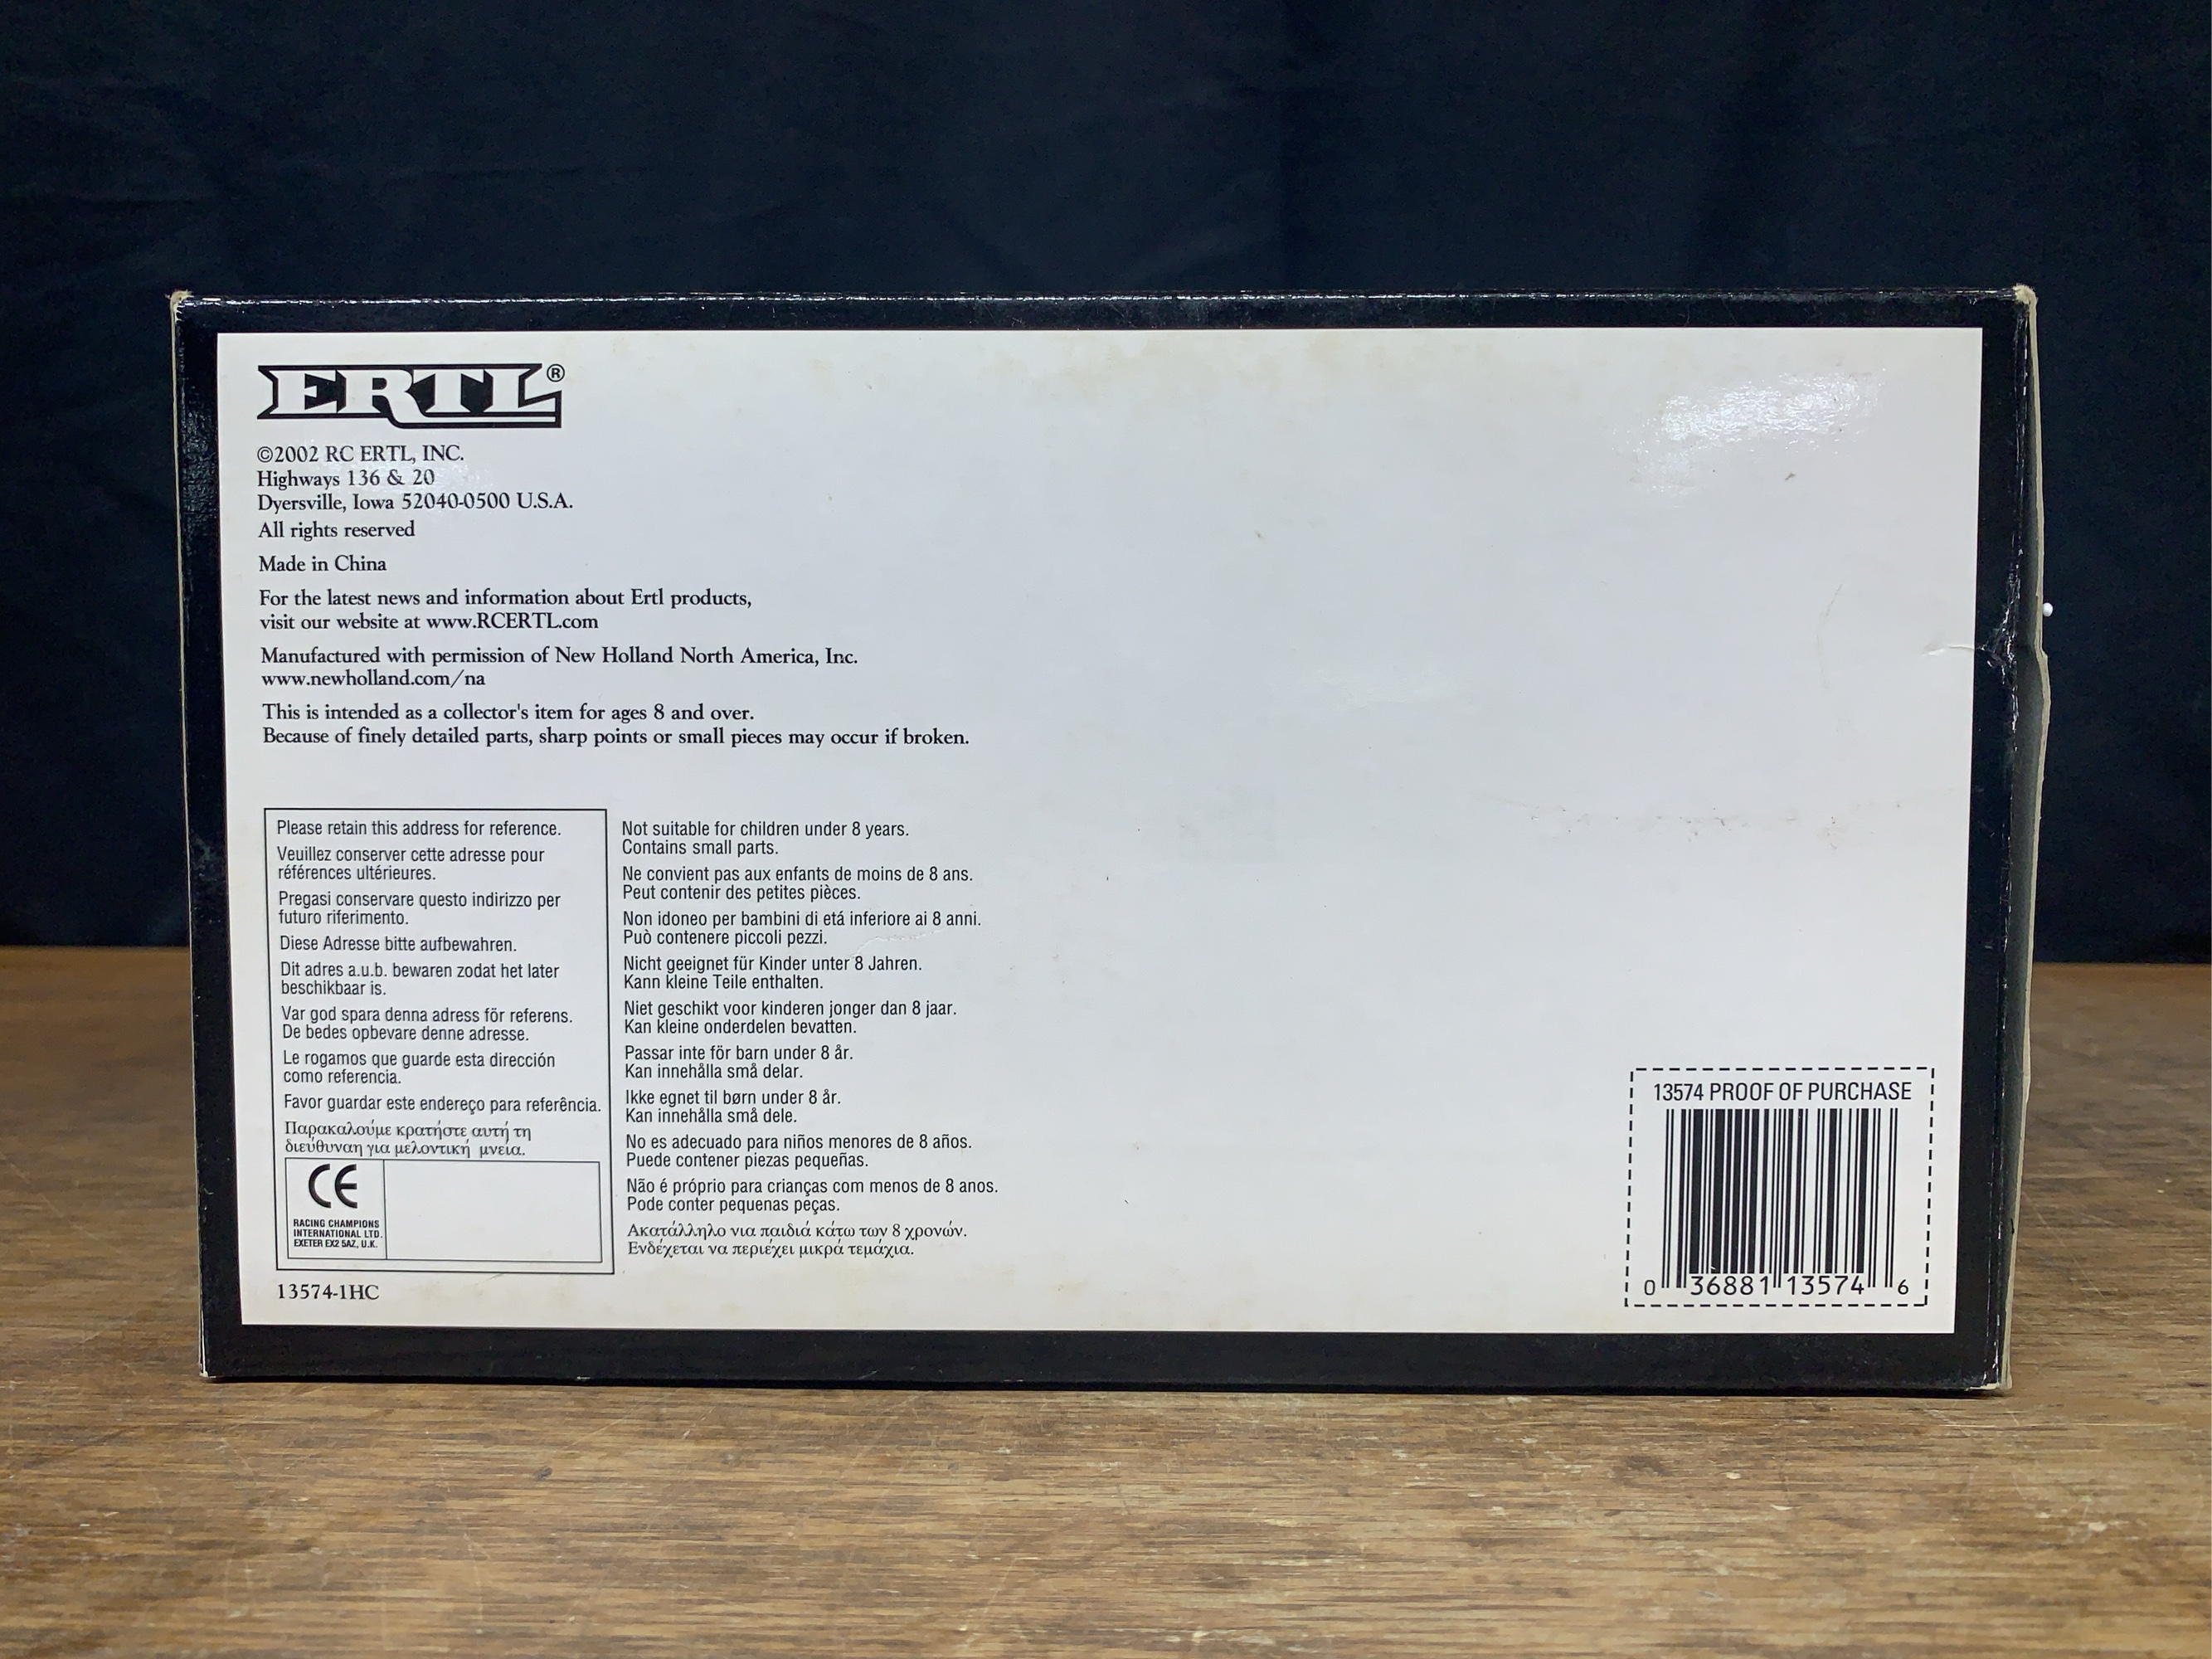 ERTL®
©2002 RC ERTL, INC.
Highways 136 & 20
Dyersville, Iowa 52040-0500 U.S.A.
All rights reserved
Made in China
For the latest news and information about Ertl products,
visit our website at www.RCERTL.com
Manufactured with permission of New Holland North America, Inc.
www.newholland.com/na
This is intended as a collector's item for ages 8 and over.
Because of finely detailed parts, sharp points or small pieces may occur if broken.
Please retain this address for reference.
Veuillez conserver cette adresse pour
références ultérieures.
Pregasi conservare questo indirizzo per
futuro riferimento.
Diese Adresse bitte aufbewahren.
Dit adres a.u.b. bewaren zodat het later
beschikbaar is.
Var god spara denna adress för referens.
De bedes opbevare denne adresse.
Le rogamos que guarde esta dirección
como referencia.
Favor guardar este endereço para referência.
Παρακαλούμε κρατήστε αυτή τη
διεύθυναη για μελοντική μνεία.
CE
RACING CHAMPIONS
INTERNATIONAL LTD.
EXETER EX2 5AZ, U.K.
13574-1HC
Not suitable for children under 8 years.
Contains small parts.
Ne convient pas aux enfants de moins de 8 ans.
Peut contenir des petites pièces.
Non idoneo per bambini di etá inferiore ai 8 anni.
Può contenere piccoli pezzi.
Nicht geeignet für Kinder unter 8 Jahren.
Kann kleine Teile enthalten.
Niet geschikt voor kinderen jonger dan 8 jaar.
Kan kleine onderdelen bevatten.
Passar inte för barn under 8 år.
Kan innehålla små delar.
Ikke egnet til børn under 8 år.
Kan innehålla små dele.
No es adecuado para niños menores de 8 años.
Puede contener piezas pequeñas.
Não é próprio para crianças com menos de 8 anos.
Pode conter pequenas peças.
Ακατάλληλο νια παιδιά κάτω των 8 χρονών.
Ενδέχεται να περιέχει μικρά τεμάχια.
13574 PROOF OF PURCHASE
0 36881 13574 6